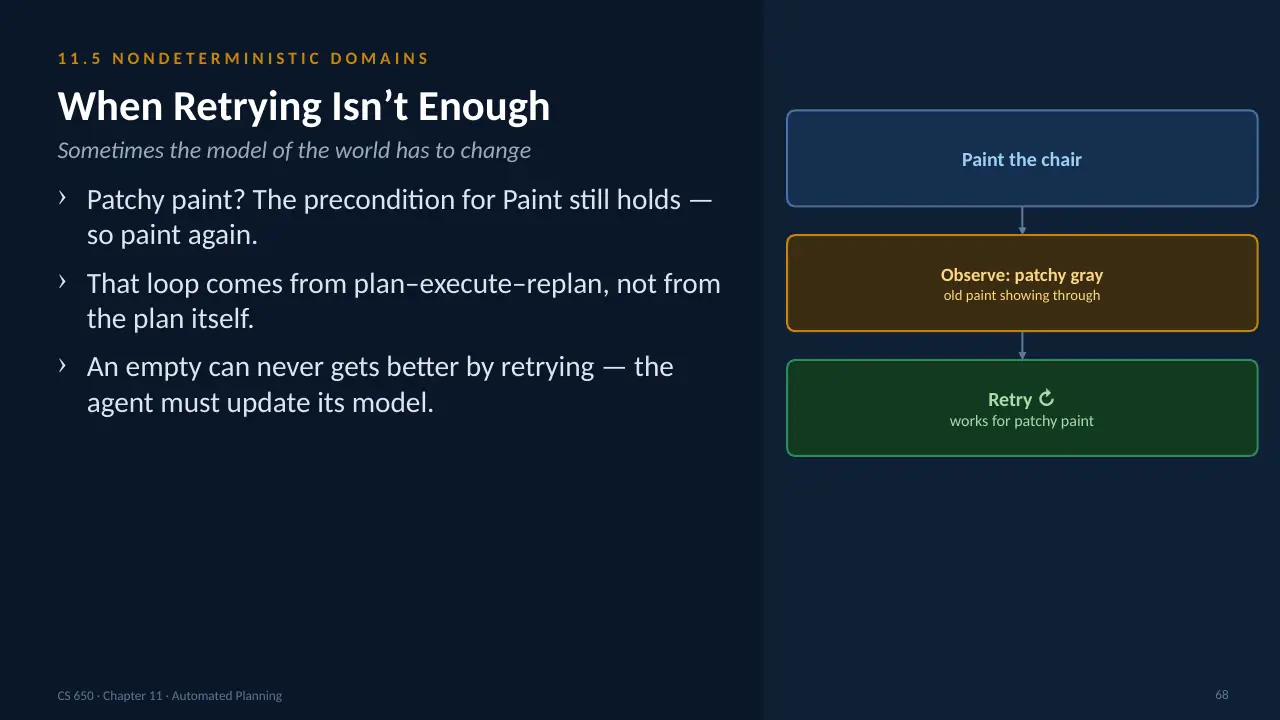 11.5 NONDETERMINISTIC DOMAINS
When Retrying Isn’t Enough
Sometimes the model of the world has to change
› Patchy paint? The precondition for Paint still holds —
so paint again.
› That loop comes from plan–execute–replan, not from
the plan itself.
› An empty can never gets better by retrying — the
agent must update its model.
Paint the chair
Observe: patchy gray
old paint showing through
Retry ↻
works for patchy paint
CS 650 · Chapter 11 · Automated Planning
68